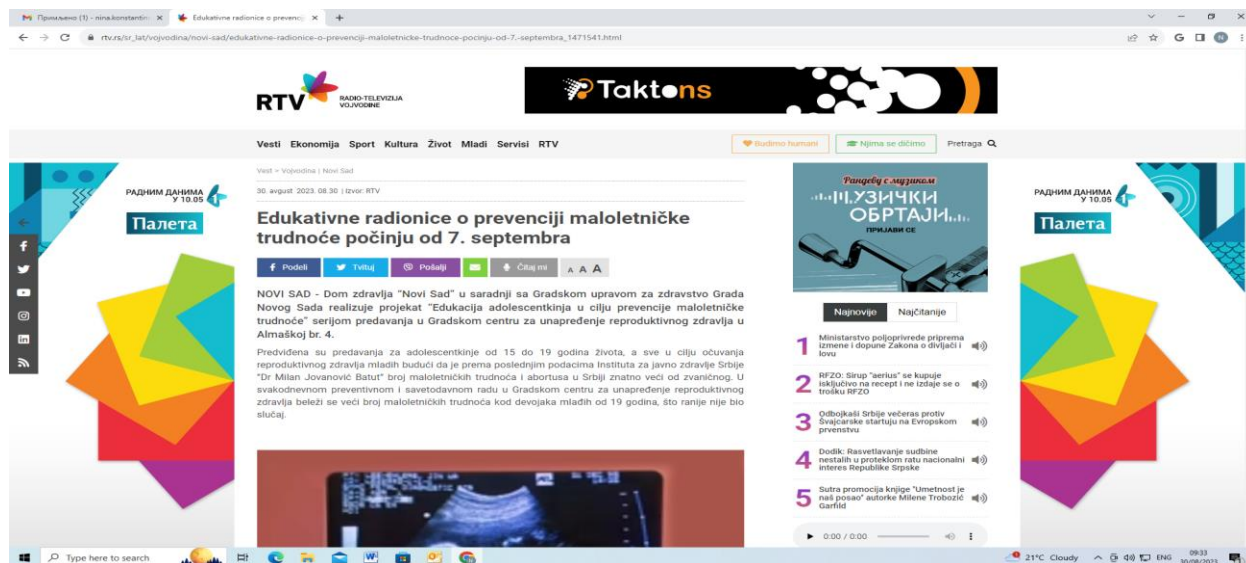 Примљено (1) - nina.konstantin
Edukativne radionice o prevenciji
rtv.rs/sr_lat/vojvodina/novi-sad/edukativne-radionice-o-prevenciji-maloletnicke-trudnoce-pocinju-od-7.-septembra_1471541.html
RTV
RADIO-TELEVIZIJA
VOJVODINE
Taktons
Vesti Ekonomija Sport Kultura Život Mladi Servisi RTV
Budimo humani
Njima se dičimo
Pretraga
Vesti > Vojvodina | Novi Sad
30. avgust 2023. 08.30 | Izvor: RTV
Edukativne radionice o prevenciji maloletničke
trudnoće počinju od 7. septembra
Podeli
Tvituj
Pošalji
Čitaj mi
A A A
NOVI SAD - Dom zdravlja "Novi Sad" u saradnji sa Gradskom upravom za zdravstvo Grada
Novog Sada realizuje projekat "Edukacija adolescentkinja u cilju prevencije maloletničke
trudnoće" serijom predavanja u Gradskom centru za unapređenje reproduktivnog zdravlja u
Almaškoj br. 4.
Predviđena su predavanja za adolescentkinje od 15 do 19 godina života, a sve u cilju očuvanja
reproduktivnog zdravlja mladih budući da je prema poslednjim podacima Instituta za javno zdravlje Srbije
"Dr Milan Jovanović Batut" broj maloletničkih trudnoća i abortusa u Srbiji znatno veći od zvaničnog. U
svakodnevnom preventivnom i savetodavnom radu u Gradskom centru za unapređenje reproduktivnog
zdravlja beleži se veći broj maloletničkih trudnoća kod devojaka mlađih od 19 godina, što ranije nije bio
slučaj.
РАДНИМ ДАНИМА
У 10.05
Палета
Рандеву с музиком
МУЗИЧКИ
ОБРТАЈИ
ПРИЈАВИ СЕ
Najnovije
Najčitanije
1 Ministarstvo poljoprivrede priprema
izmene i dopune Zakona o divljači i
lovu
2 RFZO: Sirup "aerius" se kupuje
isključivo na recept i ne izdaje se o
trošku RFZO
3 Odbojkaši Srbije večeras protiv
Švajcarske startuju na Evropskom
prvenstvu
4 Dodik: Rasvetlavanje sudbine
nestalih u proteklom ratu nacionalni
interes Republike Srpske
5 Sutra promocija knjige "Umetnost je
naš posao" autorke Milene Trobozić
Garfild
0:00 / 0:00
РАДНИМ ДАНИМА
У 10.05
Палета
Type here to search
21°C Cloudy
ENG
09:33
30/08/2023